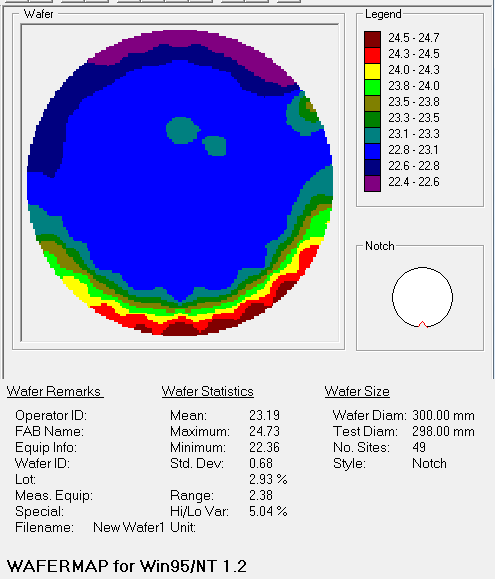 Wafer
Legend
24.5 - 24.7
24.3 - 24.5
24.0 - 24.3
23.8 - 24.0
23.5 - 23.8
23.3 - 23.5
23.1 - 23.3
22.8 - 23.1
22.6 - 22.8
22.4 - 22.6
Notch
Wafer Remarks Wafer Statistics Wafer Size
Operator ID: Mean: 23.19 Wafer Diam: 300.00 mm
FAB Name: Maximum: 24.73 Test Diam: 298.00 mm
Equip Info: Minimum: 22.36 No. Sites: 49
Wafer ID: Std. Dev: 0.68 Style: Notch
Lot: 2.93 %
Meas. Equip: Range: 2.38
Special: Hi/Lo Var: 5.04 %
Filename: New Wafer1 Unit:
WAFERMAP for Win95/NT 1.2